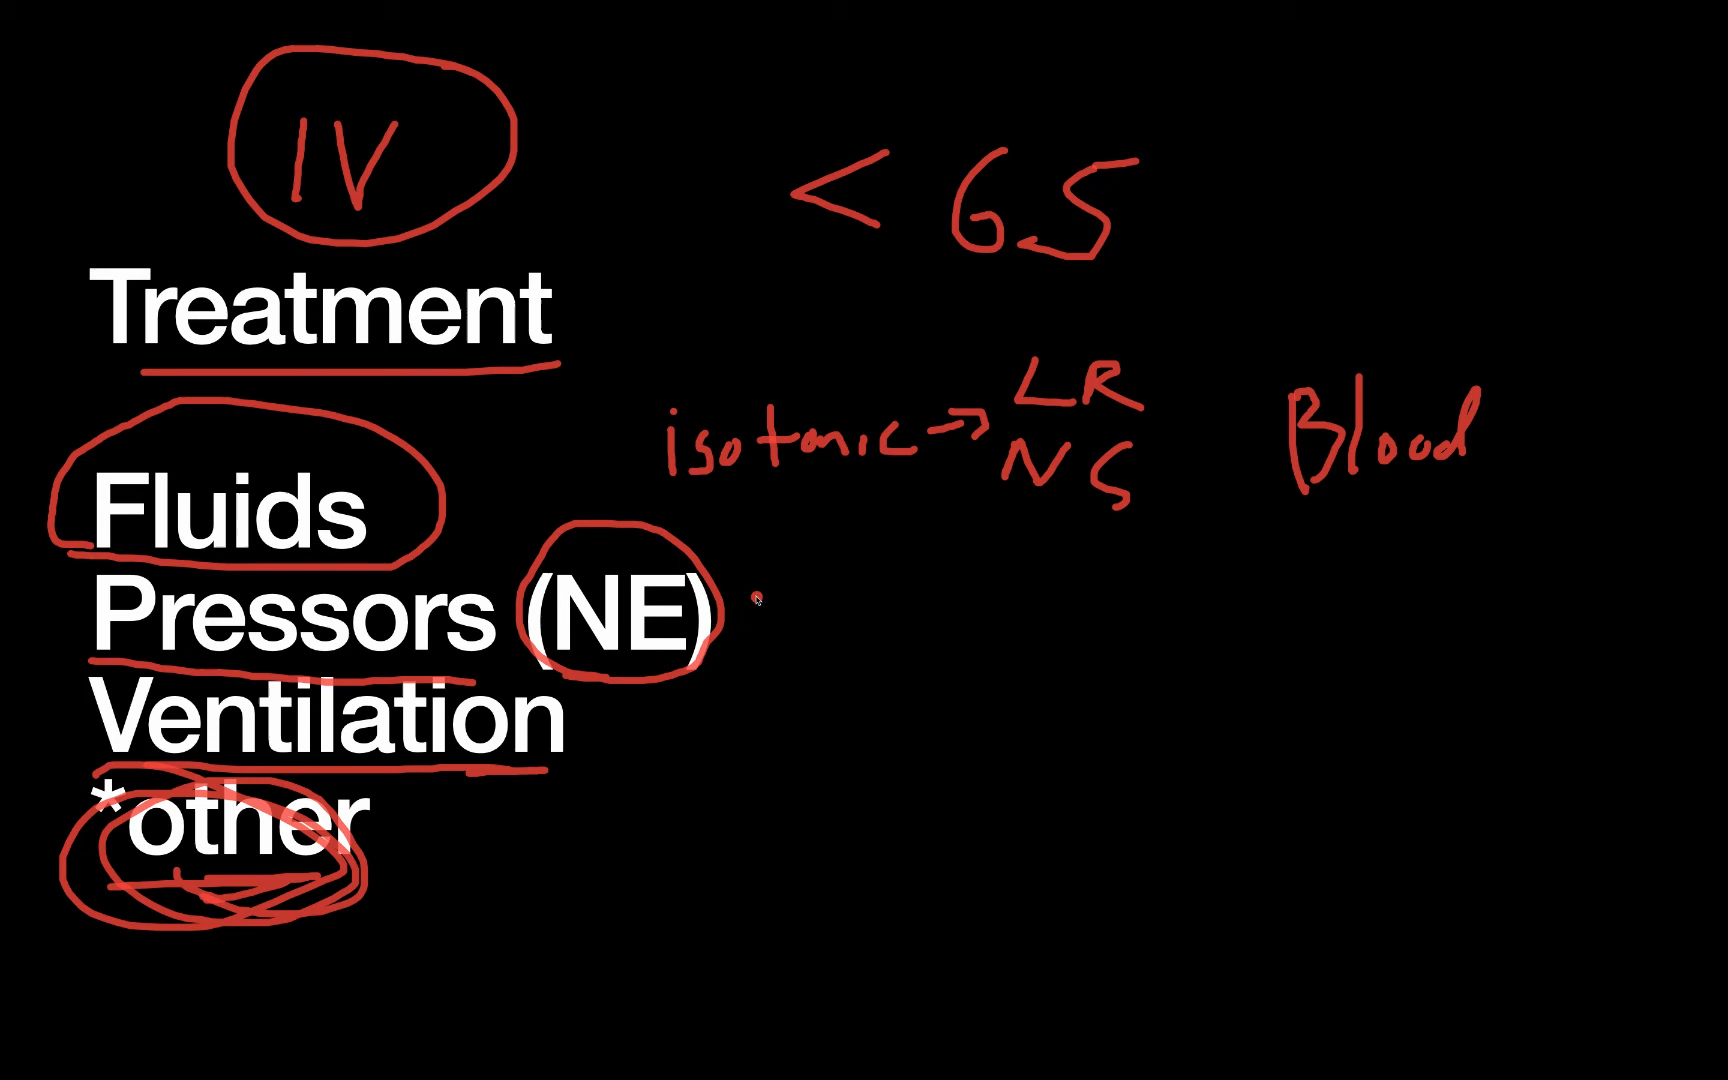 IV
< 65
Treatment
isotonic → LR
NS
Blood
Fluids
Pressors (NE)
Ventilation
*other